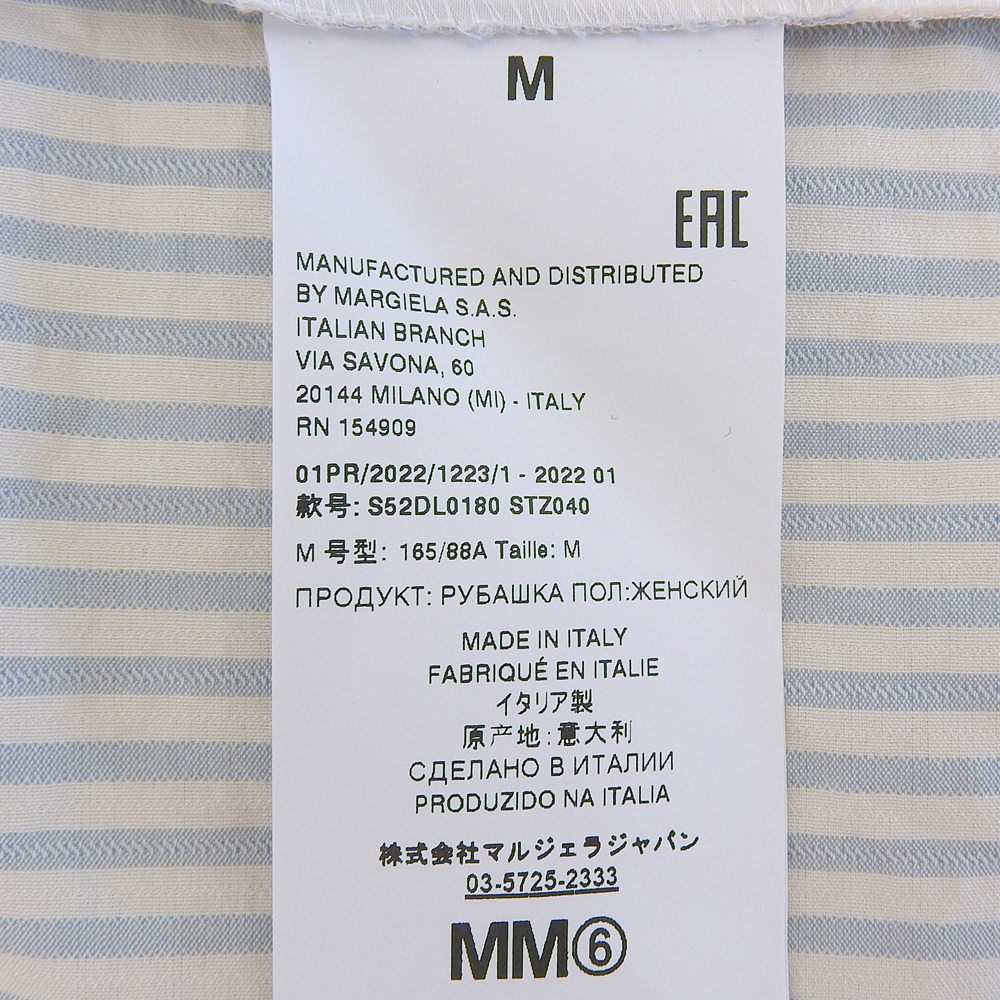 M
EAC
MANUFACTURED AND DISTRIBUTED
BY MARGIELA S.A.S.
ITALIAN BRANCH
VIA SAVONA, 60
20144 MILANO (MI) - ITALY
RN 154909
01PR/2022/1223/1 - 2022 01
款号: S52DL0180 STZ040
M 号型: 165/88A Taille: M
ПРОДУКТ: РУБАШКА ПОЛ:ЖЕНСКИЙ
MADE IN ITALY
FABRIQUÉ EN ITALIE
イタリア製
原产地:意大利
СДЕЛАНО В ИТАЛИИ
PRODUZIDO NA ITALIA
株式会社マルジェラジャパン
03-5725-2333
MM⑥